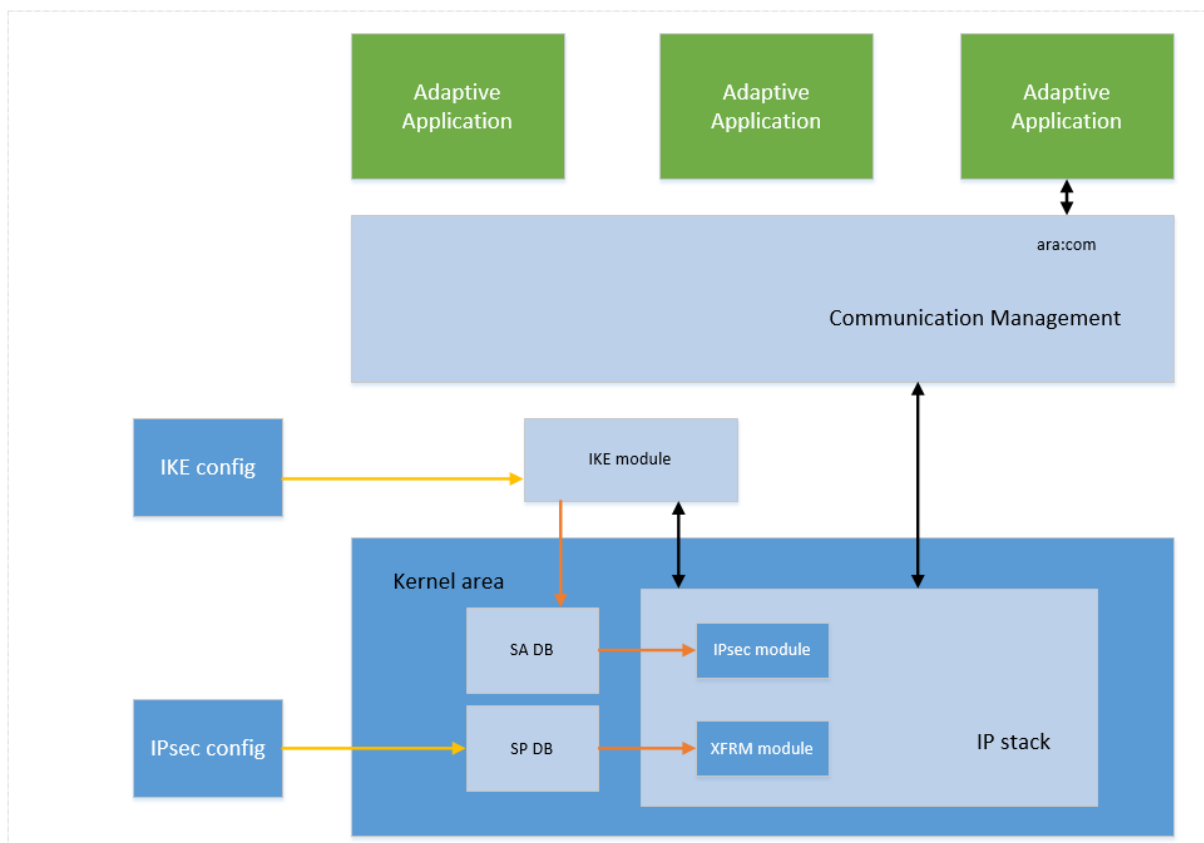 Adaptive
Application
Adaptive
Application
Adaptive
Application
ara:com
Communication Management
IKE config
IKE module
Kernel area
SA DB
IPsec module
IPsec config
SP DB
XFRM module
IP stack